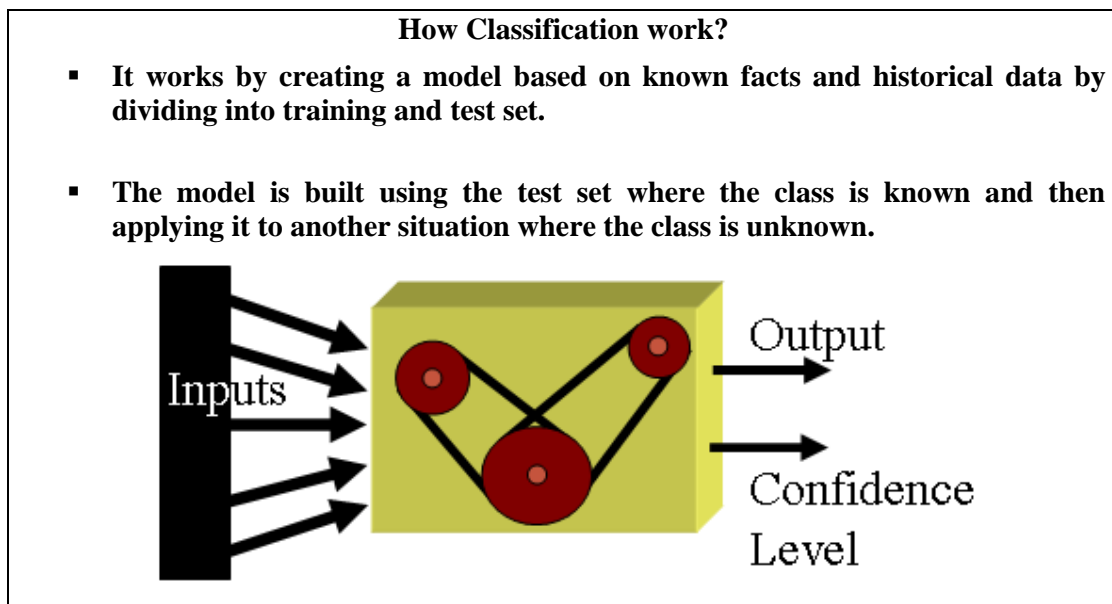 How Classification work?
▪ It works by creating a model based on known facts and historical data by
dividing into training and test set.
▪ The model is built using the test set where the class is known and then
applying it to another situation where the class is unknown.
Inputs
Output
Confidence
Level